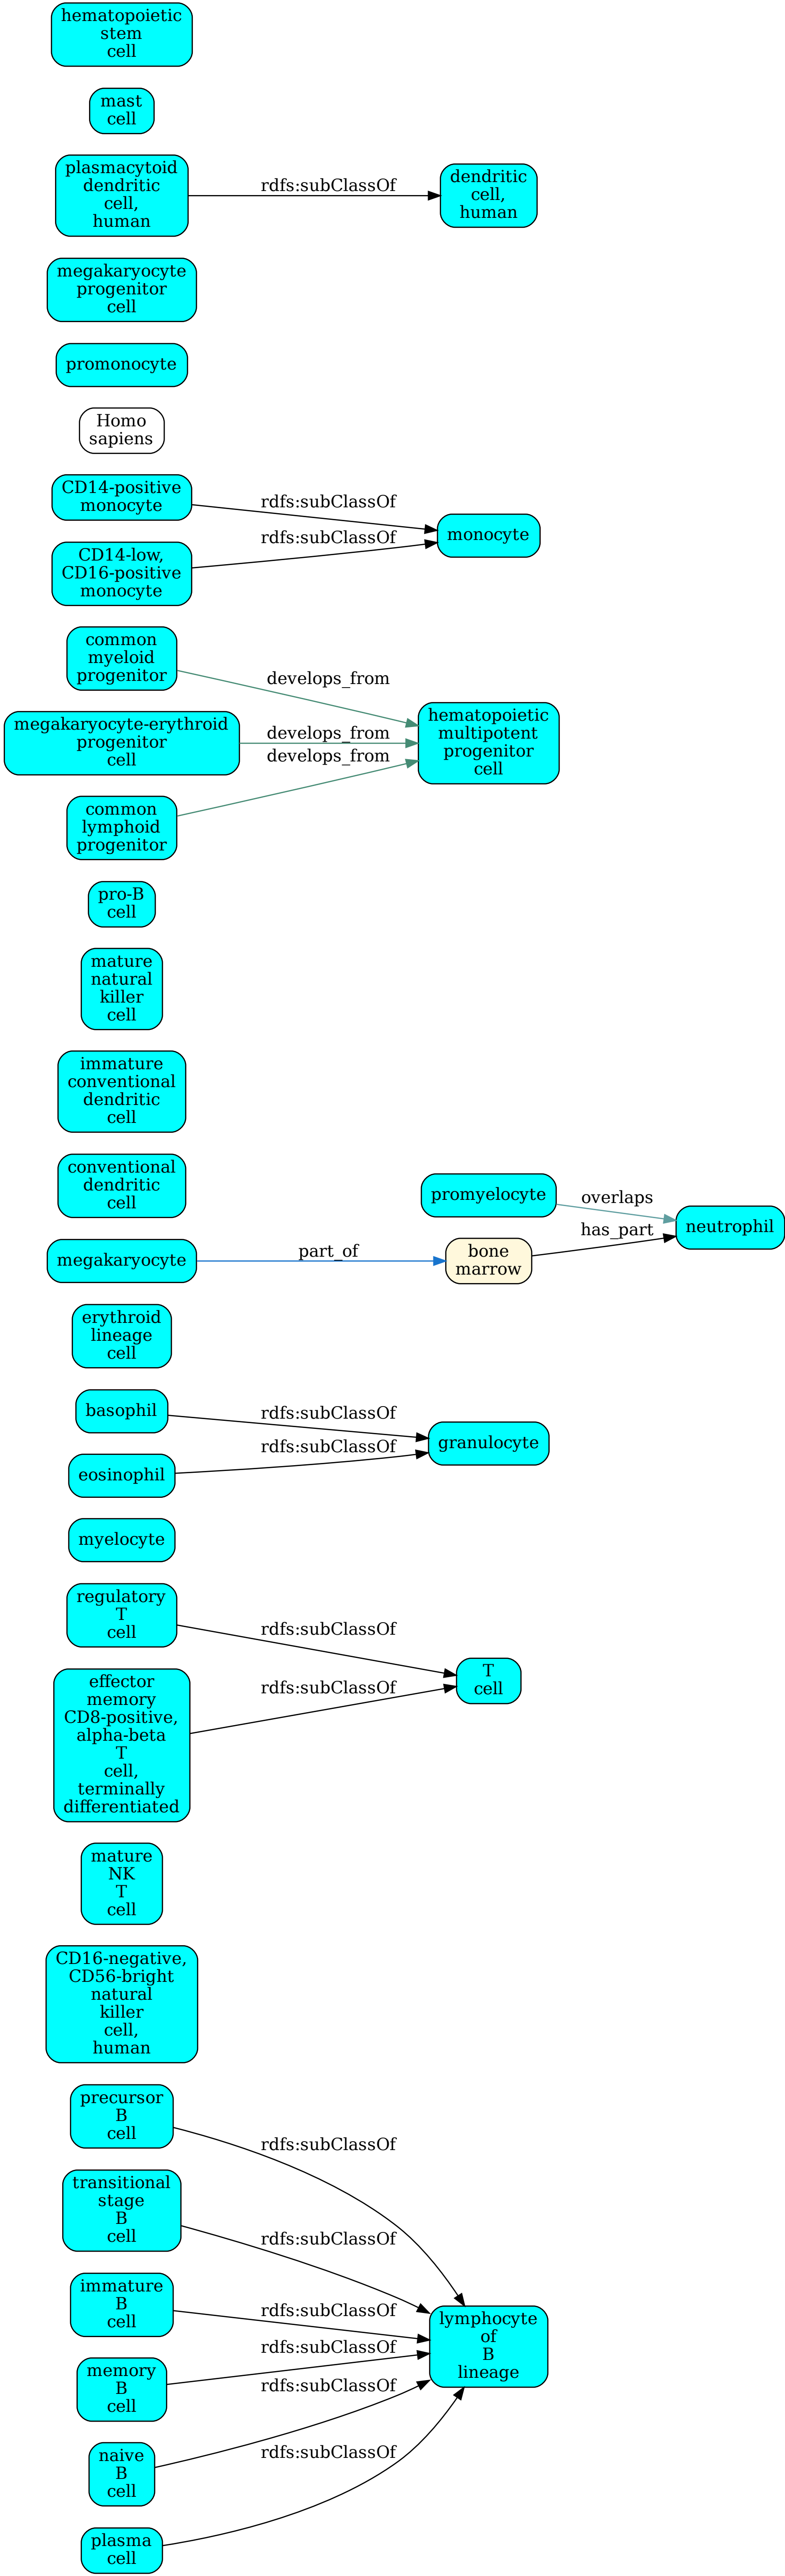 hematopoietic
stem
cell
mast
cell
plasmacytoid
dendritic
cell,
human
rdfs:subClassOf
dendritic
cell,
human
megakaryocyte
progenitor
cell
promonocyte
Homo
sapiens
CD14-positive
monocyte
rdfs:subClassOf
monocyte
CD14-low,
CD16-positive
monocyte
rdfs:subClassOf
common
myeloid
progenitor
develops_from
megakaryocyte-erythroid
progenitor
cell
develops_from
hematopoietic
multipotent
progenitor
cell
common
lymphoid
progenitor
develops_from
pro-B
cell
mature
natural
killer
cell
immature
conventional
dendritic
cell
conventional
dendritic
cell
promyelocyte
overlaps
neutrophil
megakaryocyte
part_of
bone
marrow
has_part
erythroid
lineage
cell
basophil
rdfs:subClassOf
granulocyte
eosinophil
rdfs:subClassOf
myelocyte
regulatory
T
cell
rdfs:subClassOf
T
cell
effector
memory
CD8-positive,
alpha-beta
T
cell,
terminally
differentiated
rdfs:subClassOf
mature
NK
T
cell
CD16-negative,
CD56-bright
natural
killer
cell,
human
precursor
B
cell
rdfs:subClassOf
transitional
stage
B
cell
rdfs:subClassOf
immature
B
cell
rdfs:subClassOf
lymphocyte
of
B
lineage
memory
B
cell
rdfs:subClassOf
naive
B
cell
rdfs:subClassOf
plasma
cell
rdfs:subClassOf